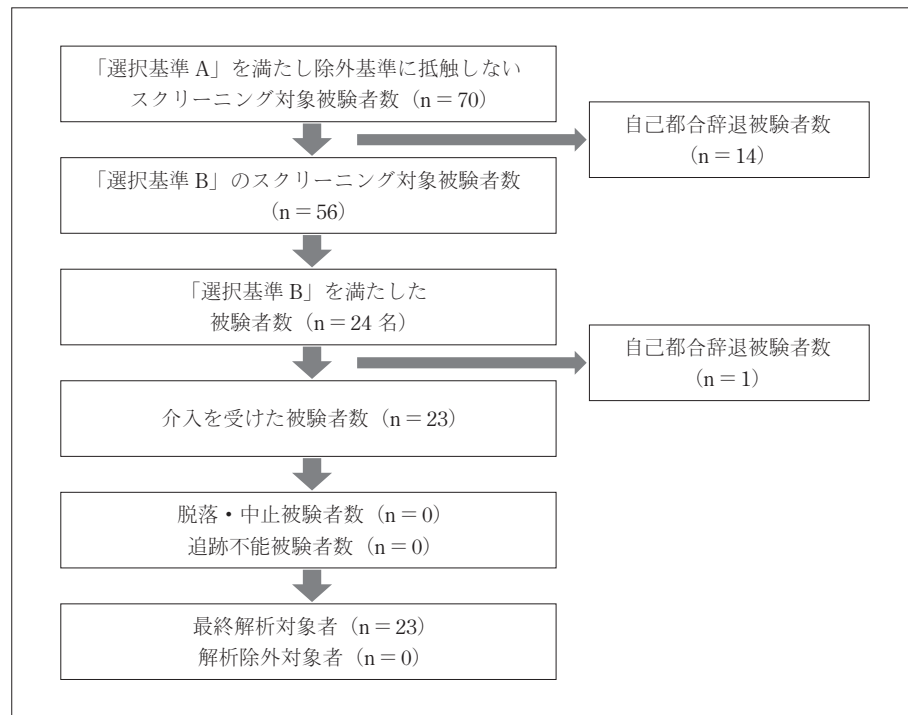 「選択基準 A」を満たし除外基準に抵触しない
スクリーニング対象被験者数（n = 70）
自己都合辞退被験者数
（n = 14）
「選択基準 B」のスクリーニング対象被験者数
（n = 56）
「選択基準 B」を満たした
被験者数（n = 24 名）
自己都合辞退被験者数
（n = 1）
介入を受けた被験者数（n = 23）
脱落・中止被験者数（n = 0）
追跡不能被験者数（n = 0）
最終解析対象者（n = 23）
解析除外対象者（n = 0）